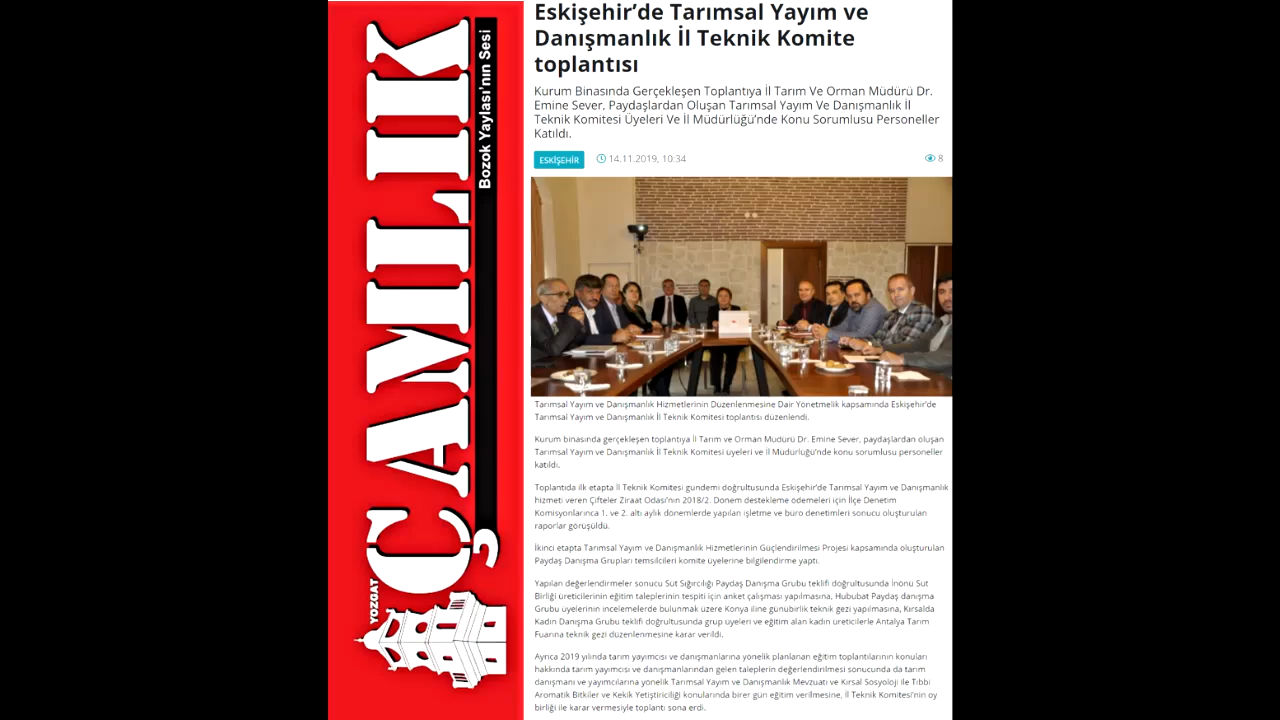 YOZGAT
ÇAMLIK
Bozok Yaylası'nın Sesi
Eskişehir’de Tarımsal Yayım ve
Danışmanlık İl Teknik Komite
toplantısı
Kurum Binasında Gerçekleşen Toplantıya İl Tarım Ve Orman Müdürü Dr.
Emine Sever, Paydaşlardan Oluşan Tarımsal Yayım Ve Danışmanlık İl
Teknik Komitesi Üyeleri Ve İl Müdürlüğü’nde Konu Sorumlusu Personeller
Katıldı.
ESKİŞEHİR 14.11.2019, 10:34 8
Tarımsal Yayım ve Danışmanlık Hizmetlerinin Düzenlenmesine Dair Yönetmelik kapsamında Eskişehir’de
Tarımsal Yayım ve Danışmanlık İl Teknik Komitesi toplantısı düzenlendi.
Kurum binasında gerçekleşen toplantıya İl Tarım ve Orman Müdürü Dr. Emine Sever, paydaşlardan oluşan
Tarımsal Yayım ve Danışmanlık İl Teknik Komitesi üyeleri ve İl Müdürlüğü’nde konu sorumlusu personeller
katıldı.
Toplantıda ilk etapta İl Teknik Komitesi gündemi doğrultusunda Eskişehir’de Tarımsal Yayım ve Danışmanlık
hizmeti veren Çifteler Ziraat Odası’nın 2018/2. Dönem destekleme ödemeleri için İlçe Denetim
Komisyonlarınca 1. ve 2. altı aylık dönemlerde yapılan işletme ve büro denetimleri sonucu oluşturulan
raporlar görüşüldü.
İkinci etapta Tarımsal Yayım ve Danışmanlık Hizmetlerinin Güçlendirilmesi Projesi kapsamında oluşturulan
Paydaş Danışma Grupları temsilcileri komite üyelerine bilgilendirme yaptı.
Yapılan değerlendirmeler sonucu Süt Sığırcılığı Paydaş Danışma Grubu teklifi doğrultusunda İnönü Süt
Birliği üreticilerinin eğitim taleplerinin tespiti için anket çalışması yapılmasına, Hububat Paydaş danışma
Grubu üyelerinin incelemelerde bulunmak üzere Konya iline günübirlik teknik gezi yapılmasına, Kırsalda
Kadın Danışma Grubu teklifi doğrultusunda grup üyeleri ve eğitim alan kadın üreticilerle Antalya Tarım
Fuarına teknik gezi düzenlenmesine karar verildi.
Ayrıca 2019 yılında tarım yayımcısı ve danışmanlarına yönelik planlanan eğitim toplantılarının konuları
hakkında tarım yayımcısı ve danışmanlarından gelen taleplerin değerlendirilmesi sonucunda da tarım
danışmanı ve yayımcılarına yönelik Tarımsal Yayım ve Danışmanlık Mevzuatı ve Kırsal Sosyoloji ile Tıbbi
Aromatik Bitkiler ve Kekik Yetiştiriciliği konularında birer gün eğitim verilmesine, İl Teknik Komitesi’nin oy
birliği ile karar vermesiyle toplantı sona erdi.